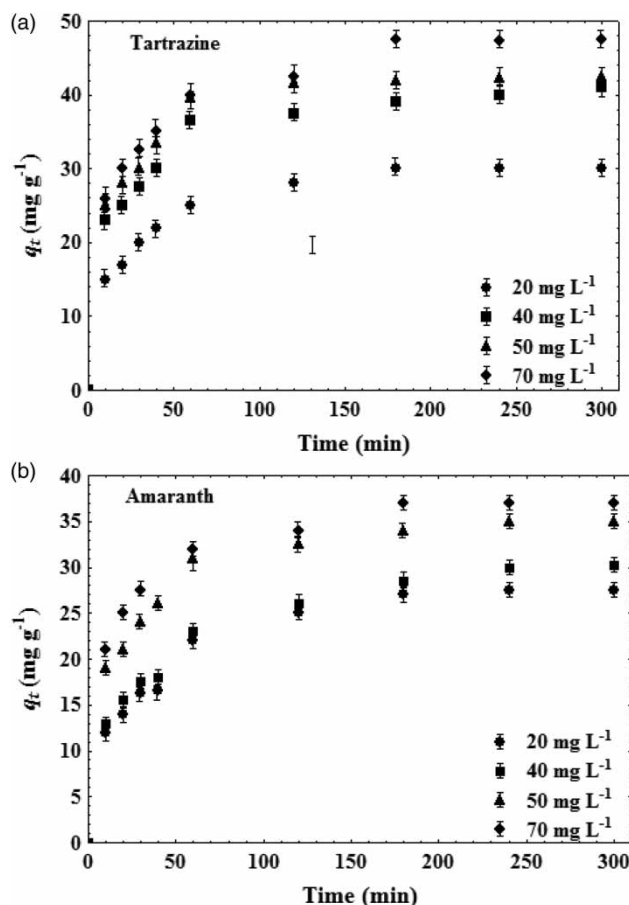 (a)
Tartrazine
50
40
30
20
10
0
qt (mg g-1)
20 mg L-1
40 mg L-1
50 mg L-1
70 mg L-1
0 50 100 150 200 250 300
Time (min)
(b)
Amaranth
40
35
30
25
20
15
10
5
0
qt (mg g-1)
20 mg L-1
40 mg L-1
50 mg L-1
70 mg L-1
0 50 100 150 200 250 300
Time (min)